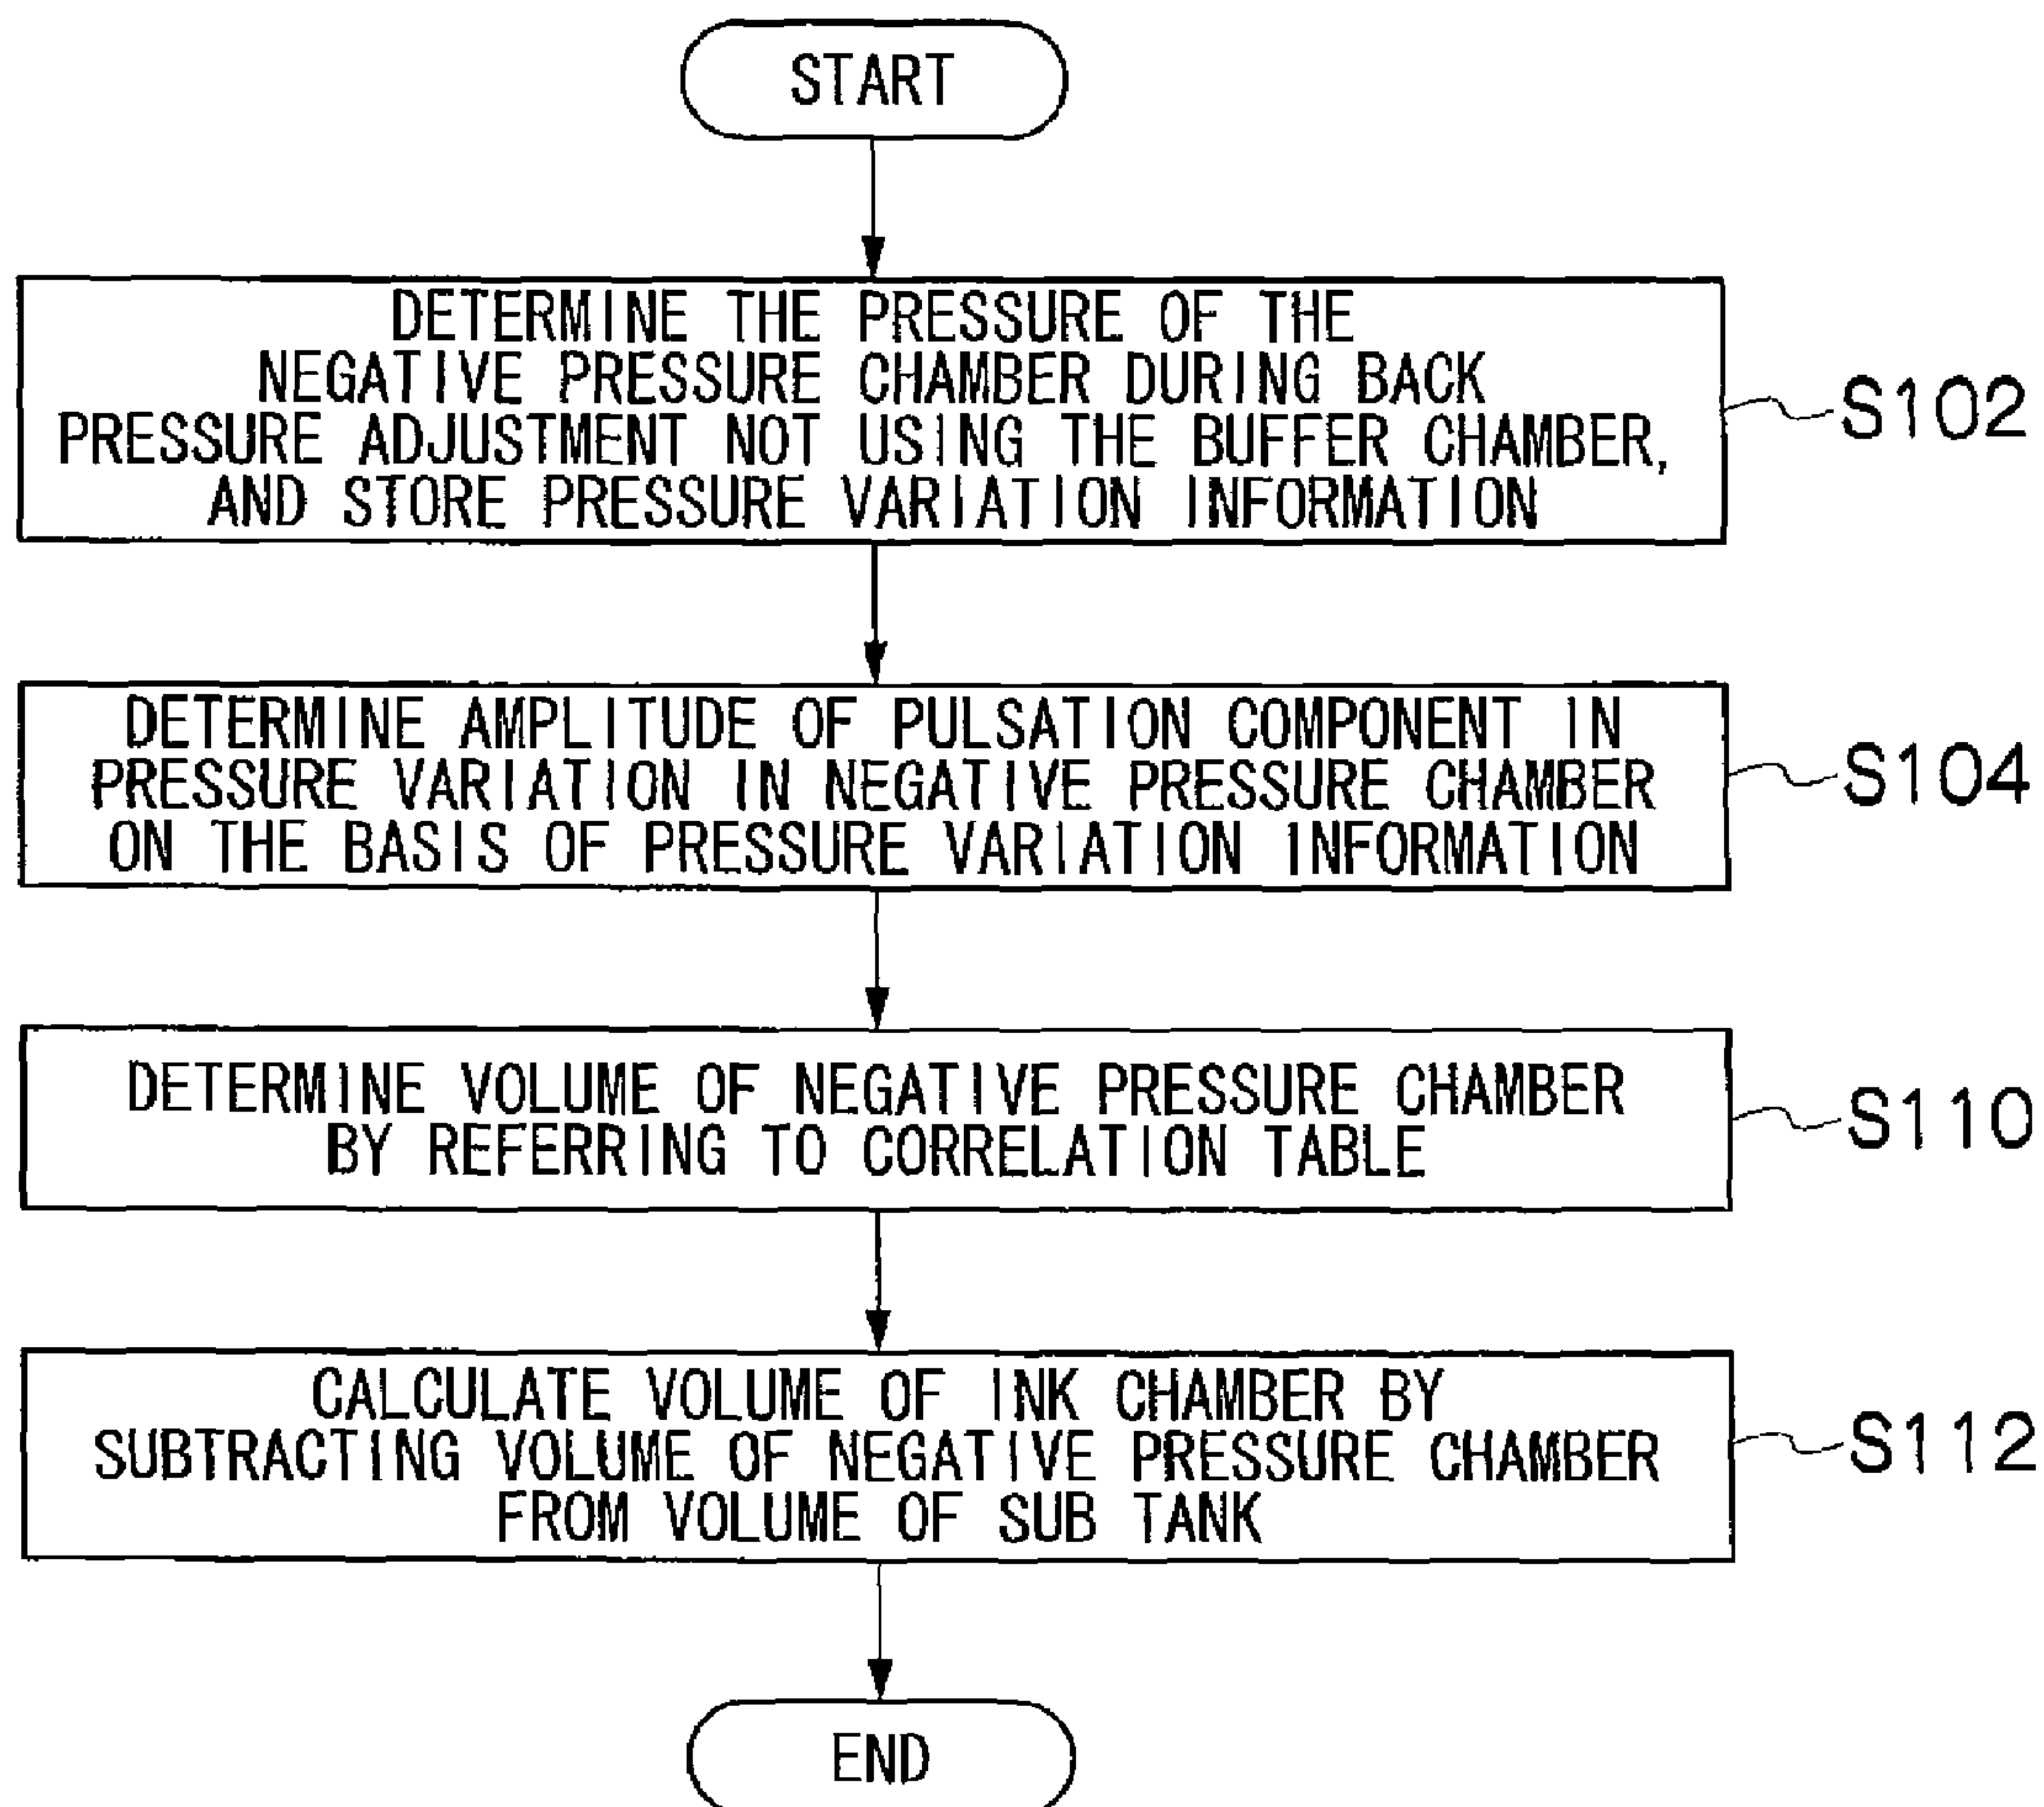 START
DETERMINE THE PRESSURE OF THE
NEGATIVE PRESSURE CHAMBER DURING BACK
PRESSURE ADJUSTMENT NOT USING THE BUFFER CHAMBER,
AND STORE PRESSURE VARIATION INFORMATION
S102
DETERMINE AMPLITUDE OF PULSATION COMPONENT IN
PRESSURE VARIATION IN NEGATIVE PRESSURE CHAMBER
ON THE BASIS OF PRESSURE VARIATION INFORMATION
S104
DETERMINE VOLUME OF NEGATIVE PRESSURE CHAMBER
BY REFERRING TO CORRELATION TABLE
S110
CALCULATE VOLUME OF INK CHAMBER BY
SUBTRACTING VOLUME OF NEGATIVE PRESSURE CHAMBER
FROM VOLUME OF SUB TANK
S112
END